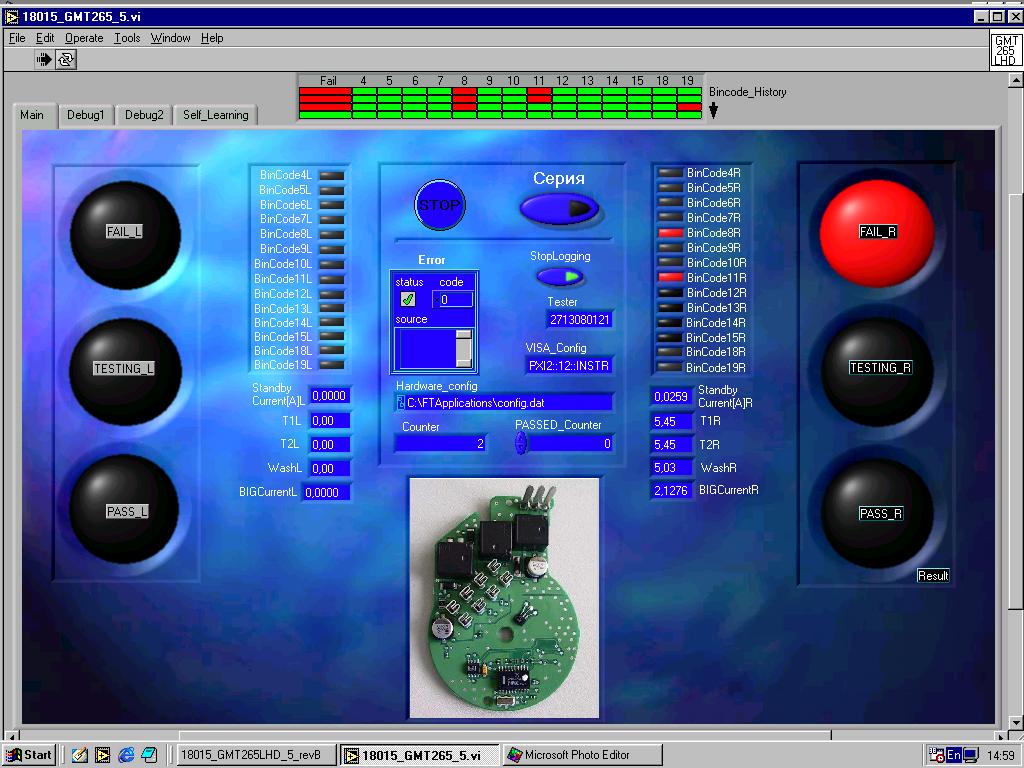 18015_GMT265_5.vi
File Edit Operate Tools Window Help
GMT
265
LHD
Fail 4 5 6 7 8 9 10 11 12 13 14 15 18 19
Bincode_History
Main Debug1 Debug2 Self_Learning
FAIL_L
TESTING_L
PASS_L
BinCode4L
BinCode5L
BinCode6L
BinCode7L
BinCode8L
BinCode9L
BinCode10L
BinCode11L
BinCode12L
BinCode13L
BinCode14L
BinCode15L
BinCode18L
BinCode19L
Standby
Current[A]L 0,0000
T1L 0,00
T2L 0,00
WashL 0,00
BIGCurrentL 0,0000
STOP
Серия
Error
status code
0
source
StopLogging
Tester
2713080121
VISA_Config
PXI2::12::INSTR
Hardware_config
C:\FTApplications\config.dat
Counter PASSED_Counter
2 0
BinCode4R
BinCode5R
BinCode6R
BinCode7R
BinCode8R
BinCode9R
BinCode10R
BinCode11R
BinCode12R
BinCode13R
BinCode14R
BinCode15R
BinCode18R
BinCode19R
0,0259 Standby
Current[A]R
5,45 T1R
5,45 T2R
5,03 WashR
2,1276 BIGCurrentR
FAIL_R
TESTING_R
PASS_R
Result
Start 18015_GMT265LHD_5_revB 18015_GMT265_5.vi Microsoft Photo Editor En 14:59